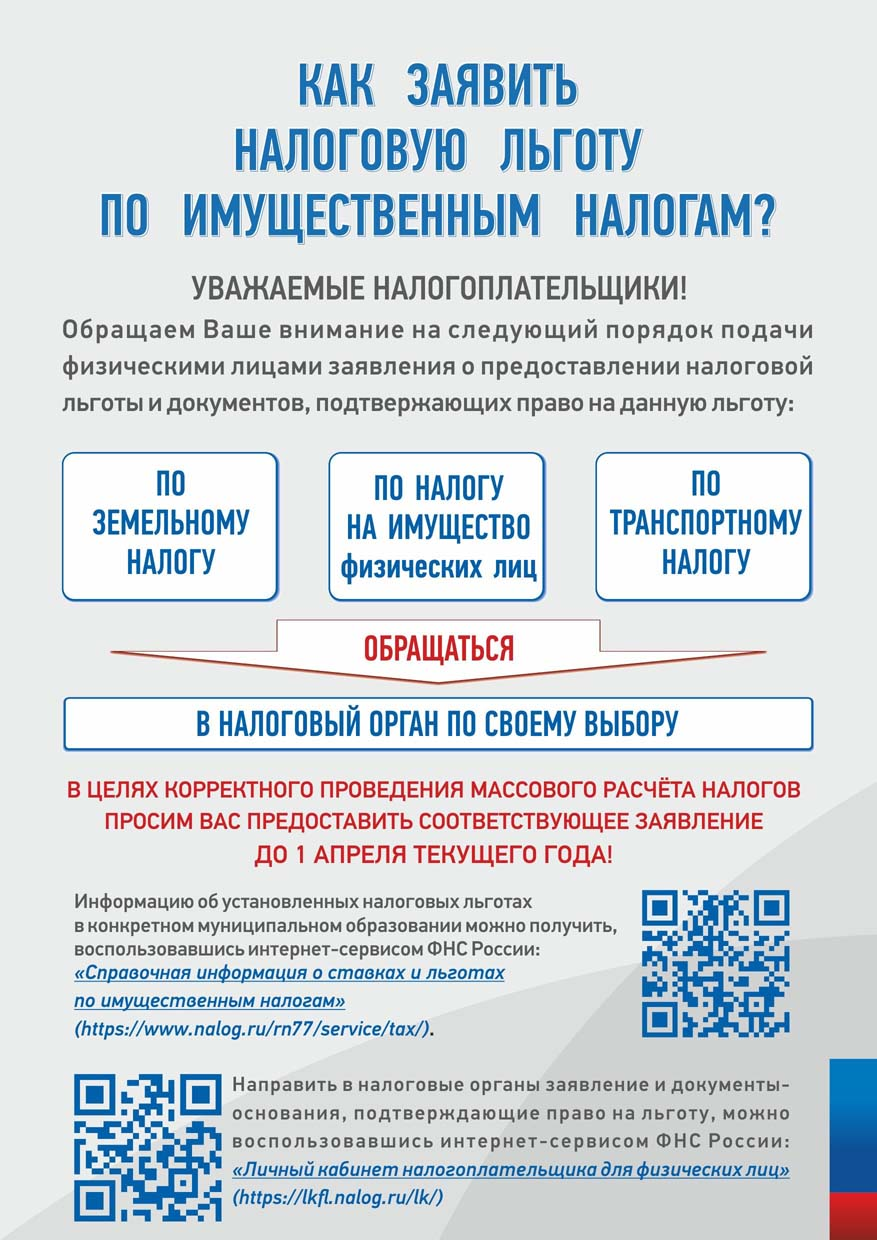 КАК ЗАЯВИТЬ
НАЛОГОВУЮ ЛЬГОТУ
ПО ИМУЩЕСТВЕННЫМ НАЛОГАМ?
УВАЖАЕМЫЕ НАЛОГОПЛАТЕЛЬЩИКИ!
Обращаем Ваше внимание на следующий порядок подачи
физическими лицами заявления о предоставлении налоговой
льготы и документов, подтвержающих право на данную льготу:
ПО
ЗЕМЕЛЬНОМУ
НАЛОГУ
ПО НАЛОГУ
НА ИМУЩЕСТВО
физических лиц
ПО
ТРАНСПОРТНОМУ
НАЛОГУ
ОБРАЩАТЬСЯ
В НАЛОГОВЫЙ ОРГАН ПО СВОЕМУ ВЫБОРУ
В ЦЕЛЯХ КОРРЕКТНОГО ПРОВЕДЕНИЯ МАССОВОГО РАСЧЁТА НАЛОГОВ
ПРОСИМ ВАС ПРЕДОСТАВИТЬ СООТВЕТСТВУЮЩЕЕ ЗАЯВЛЕНИЕ
ДО 1 АПРЕЛЯ ТЕКУЩЕГО ГОДА!
Информацию об установленных налоговых льготах
в конкретном муниципальном образовании можно получить,
воспользовавшись интернет-сервисом ФНС России:
«Справочная информация о ставках и льготах
по имущественным налогам»
(https://www.nalog.ru/rn77/service/tax/).
Направить в налоговые органы заявление и документы-
основания, подтверждающие право на льготу, можно
воспользовавшись интернет-сервисом ФНС России:
«Личный кабинет налогоплательщика для физических лиц»
(https://lkfl.nalog.ru/lk/)